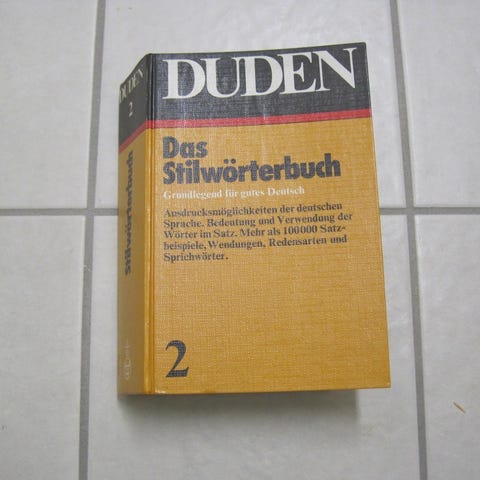 DUDEN
2
Stilwörterbuch
DUDEN
Das
Stilwörterbuch
Grundlegend für gutes Deutsch
Ausdrucksmöglichkeiten der deutschen
Sprache. Bedeutung und Verwendung der
Wörter im Satz. Mehr als 100000 Satz-
beispiele, Wendungen, Redensarten und
Sprichwörter.
2